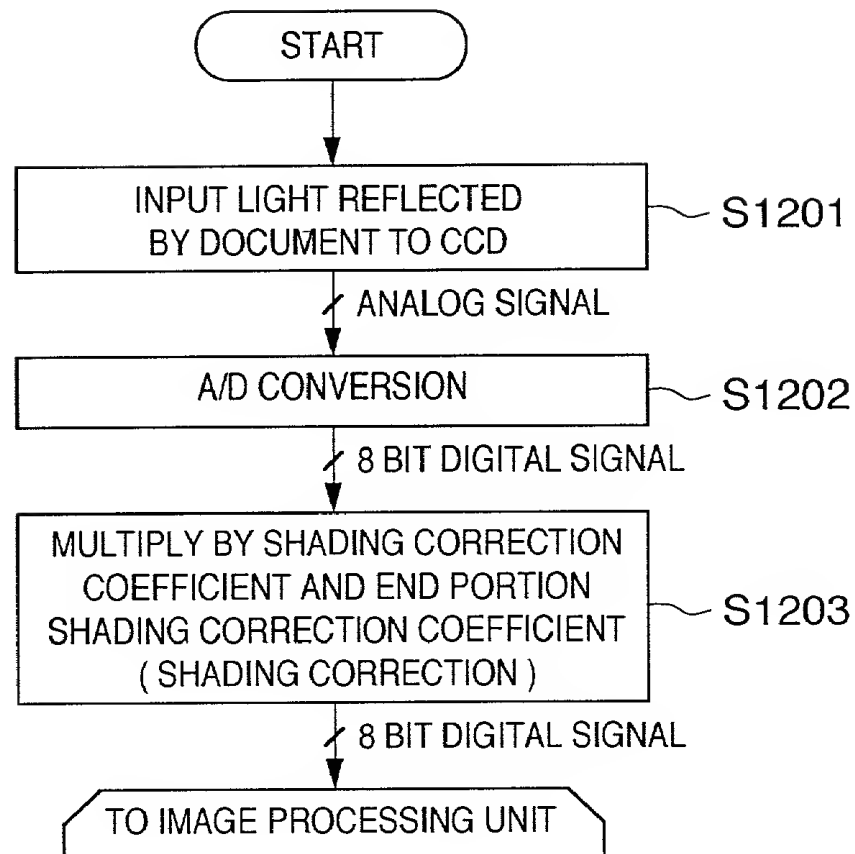 START
INPUT LIGHT REFLECTED
BY DOCUMENT TO CCD
S1201
ANALOG SIGNAL
A/D CONVERSION
S1202
8 BIT DIGITAL SIGNAL
MULTIPLY BY SHADING CORRECTION
COEFFICIENT AND END PORTION
SHADING CORRECTION COEFFICIENT
( SHADING CORRECTION )
S1203
8 BIT DIGITAL SIGNAL
TO IMAGE PROCESSING UNIT